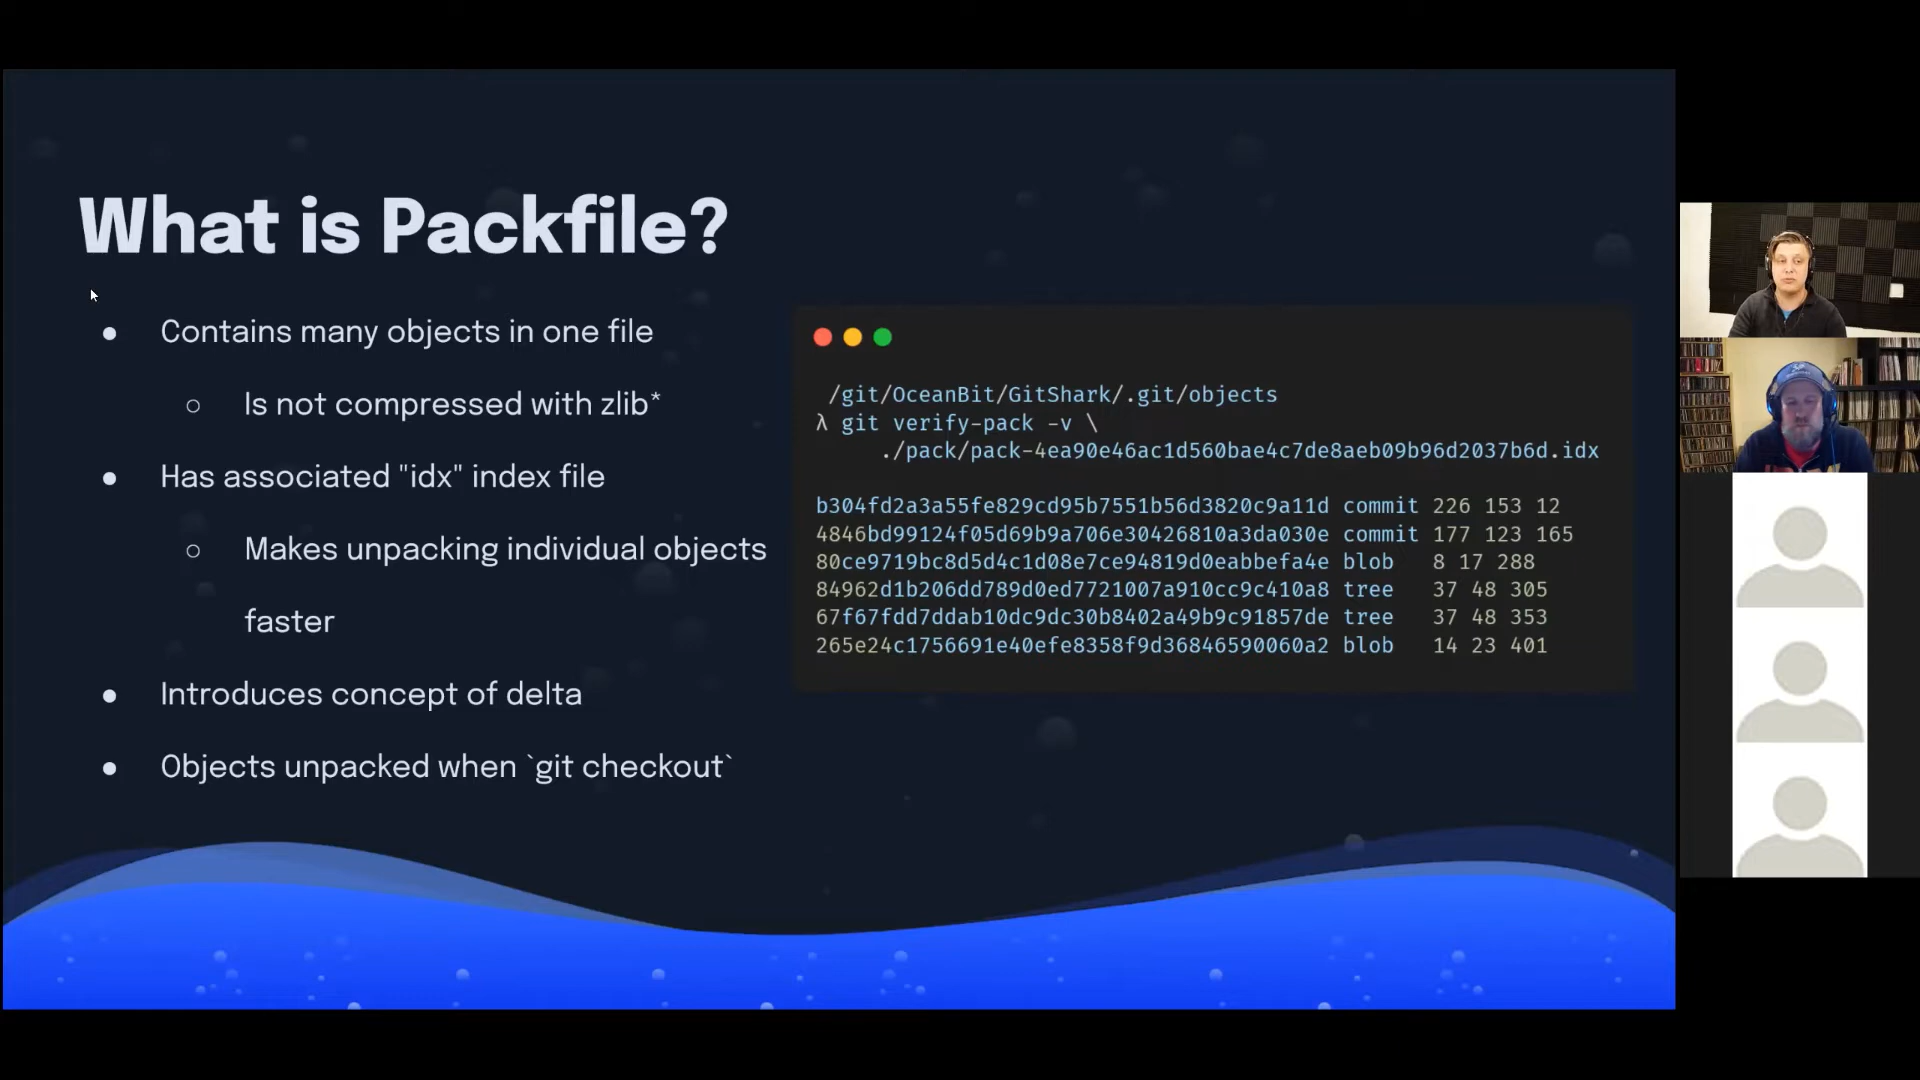 What is Packfile?
● Contains many objects in one file
○ Is not compressed with zlib*
● Has associated "idx" index file
○ Makes unpacking individual objects
faster
● Introduces concept of delta
● Objects unpacked when `git checkout`
/git/OceanBit/GitShark/.git/objects
λ git verify-pack -v \
./pack/pack-4ea90e46ac1d560bae4c7de8aeb09b96d2037b6d.idx
b304fd2a3a55fe829cd95b7551b56d3820c9a11d commit 226 153 12
4846bd99124f05d69b9a706e30426810a3da030e commit 177 123 165
80ce9719bc8d5d4c1d08e7ce94819d0eabbefa4e blob 8 17 288
84962d1b206dd789d0ed7721007a910cc9c410a8 tree 37 48 305
67f67fdd7ddab10dc9dc30b8402a49b9c91857de tree 37 48 353
265e24c1756691e40efe8358f9d36846590060a2 blob 14 23 401